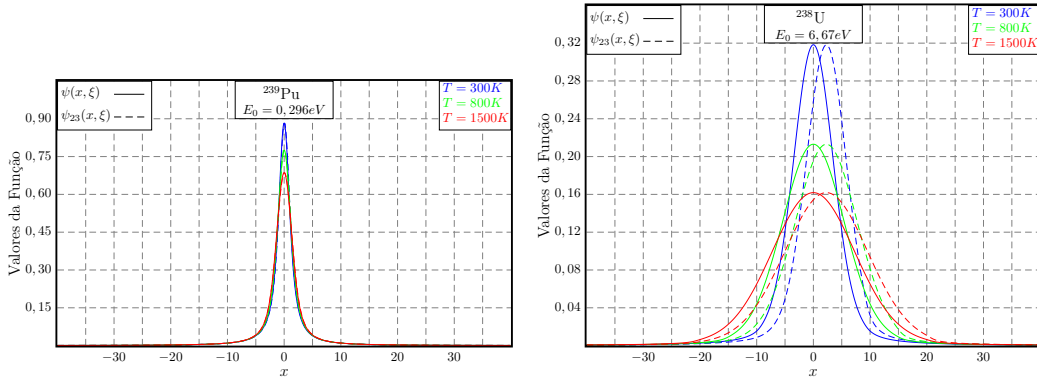 ψ(x, ξ)
ψ₂₃(x, ξ)
²³⁹Pu
E₀ = 0, 296eV
T = 300K
T = 800K
T = 1500K
Valores da Função
0, 90
0, 75
0, 60
0, 45
0, 30
0, 15
−30 −20 −10 0 10 20 30
x
ψ(x, ξ)
ψ₂₃(x, ξ)
²³⁸U
E₀ = 6, 67eV
T = 300K
T = 800K
T = 1500K
Valores da Função
0, 32
0, 28
0, 24
0, 20
0, 16
0, 12
0, 08
0, 04
−30 −20 −10 0 10 20 30
x